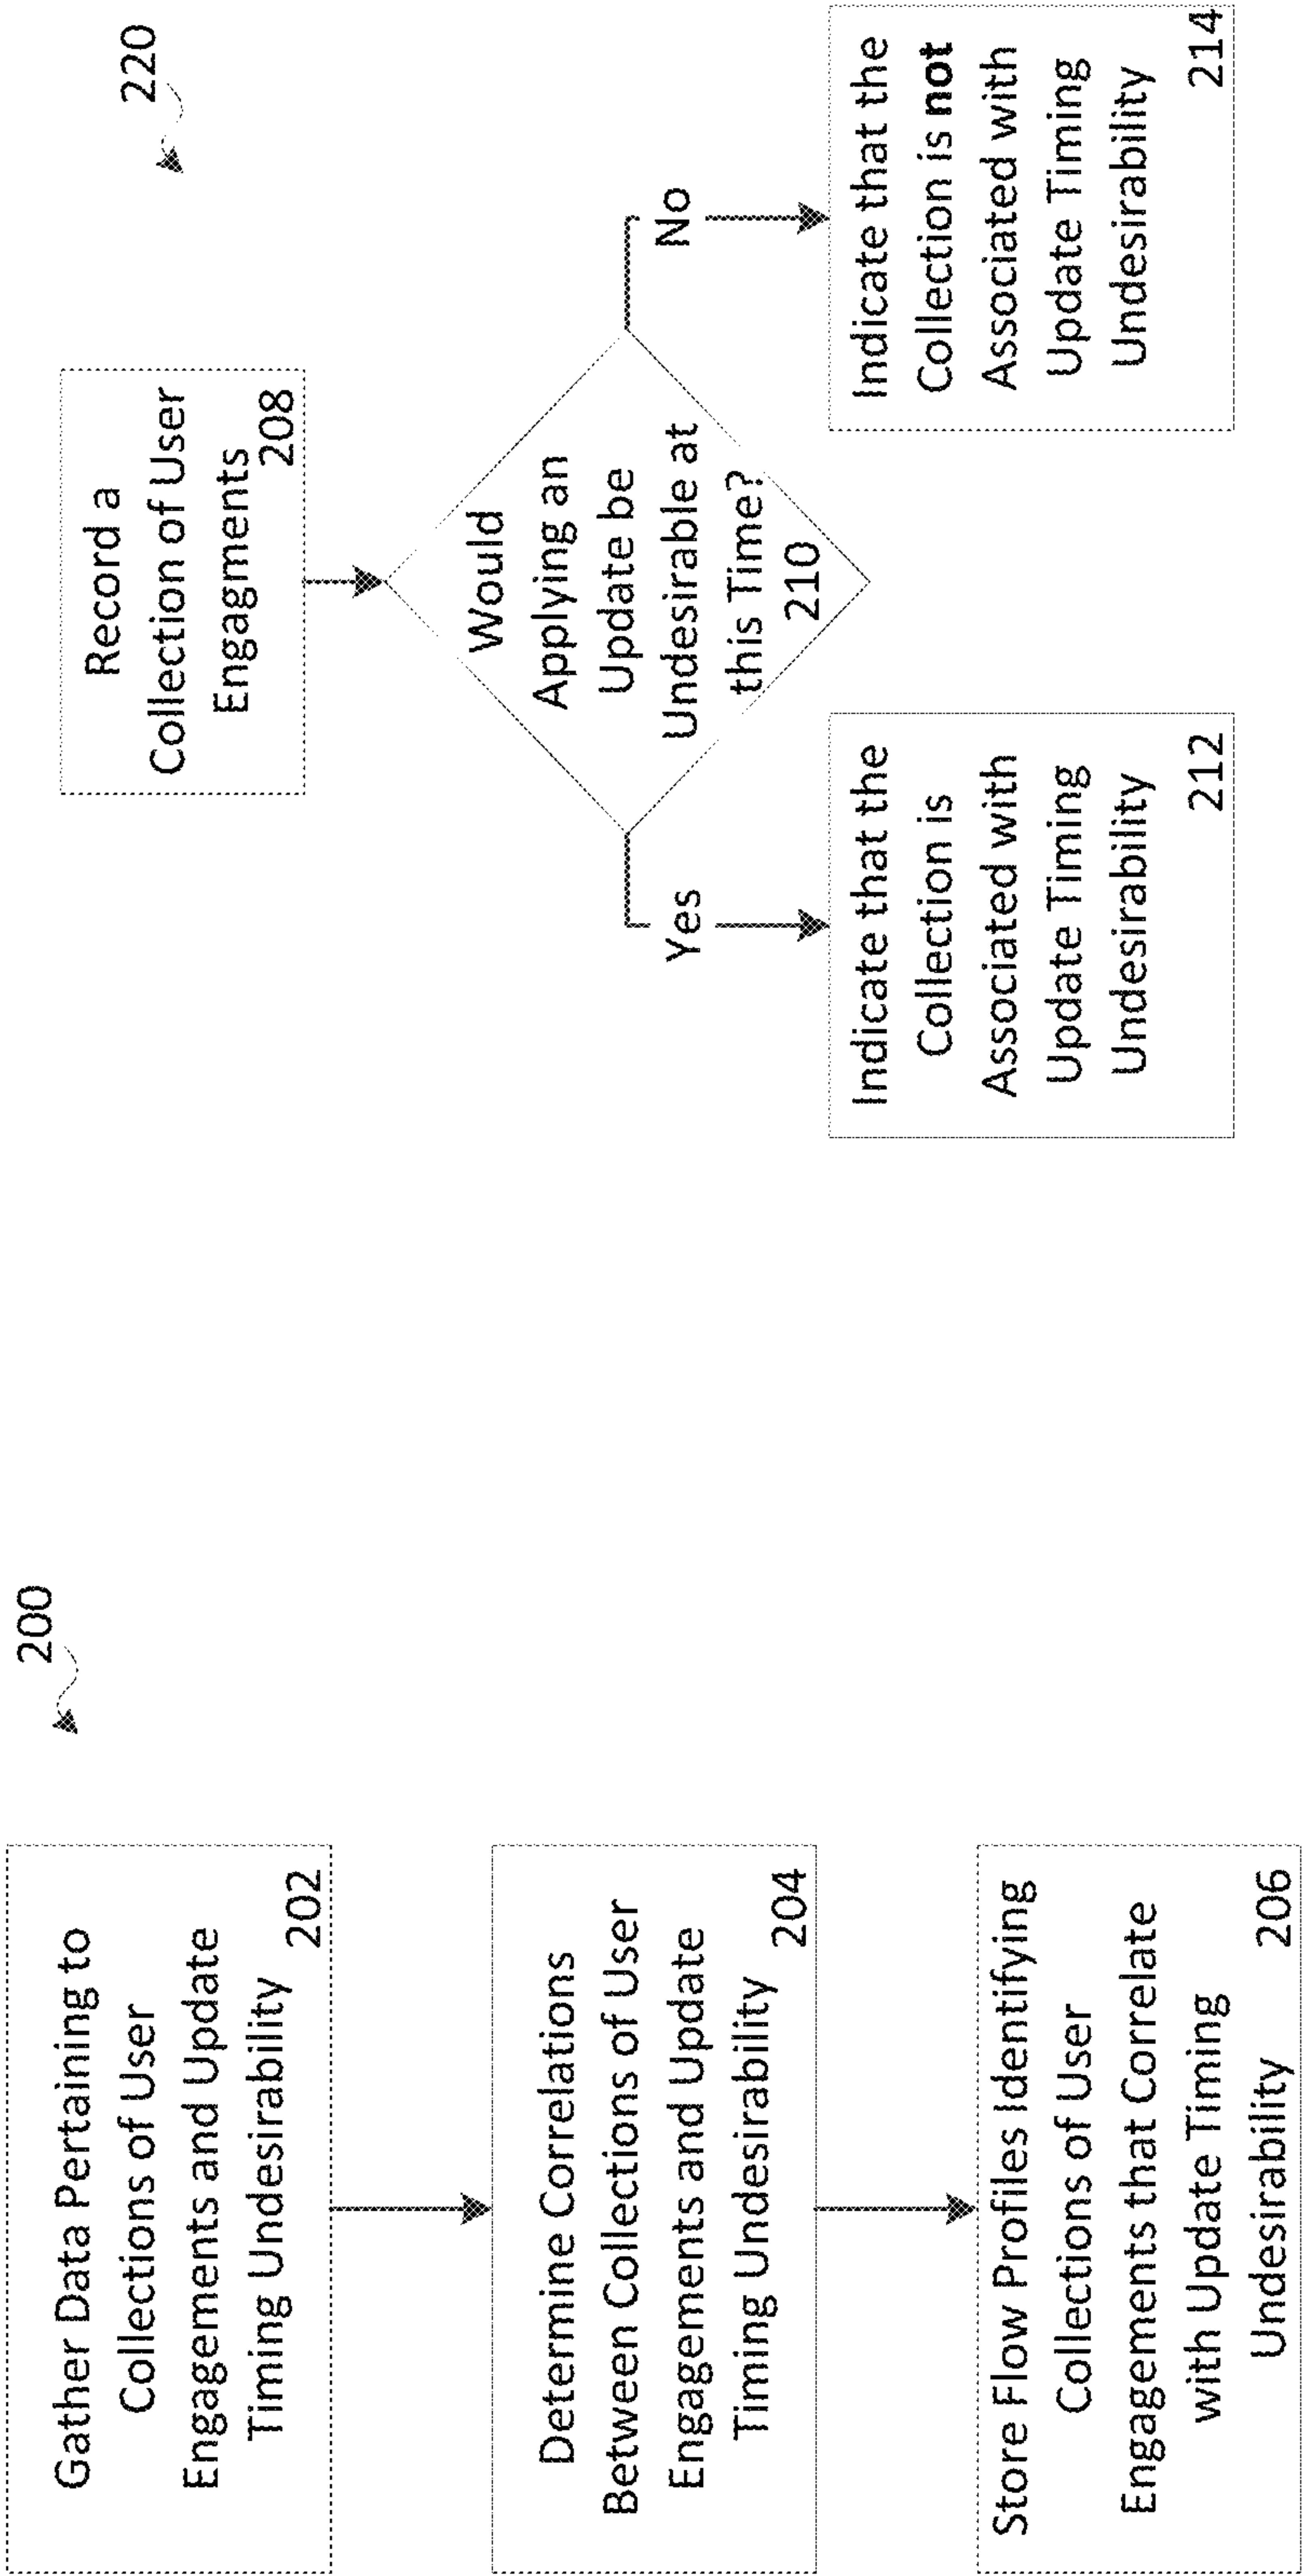 200
Gather Data Pertaining to
Collections of User
Engagements and Update
Timing Undesirability
202
Determine Correlations
Between Collections of User
Engagements and Update
Timing Undesirability
204
Store Flow Profiles Identifying
Collections of User
Engagements that Correlate
with Update Timing
Undesirability
206
220
Record a
Collection of User
Engagments
208
Would
Applying an
Update be
Undesirable at
this Time?
210
Yes
No
Indicate that the
Collection is
Associated with
Update Timing
Undesirability
212
Indicate that the
Collection is not
Associated with
Update Timing
Undesirability
214